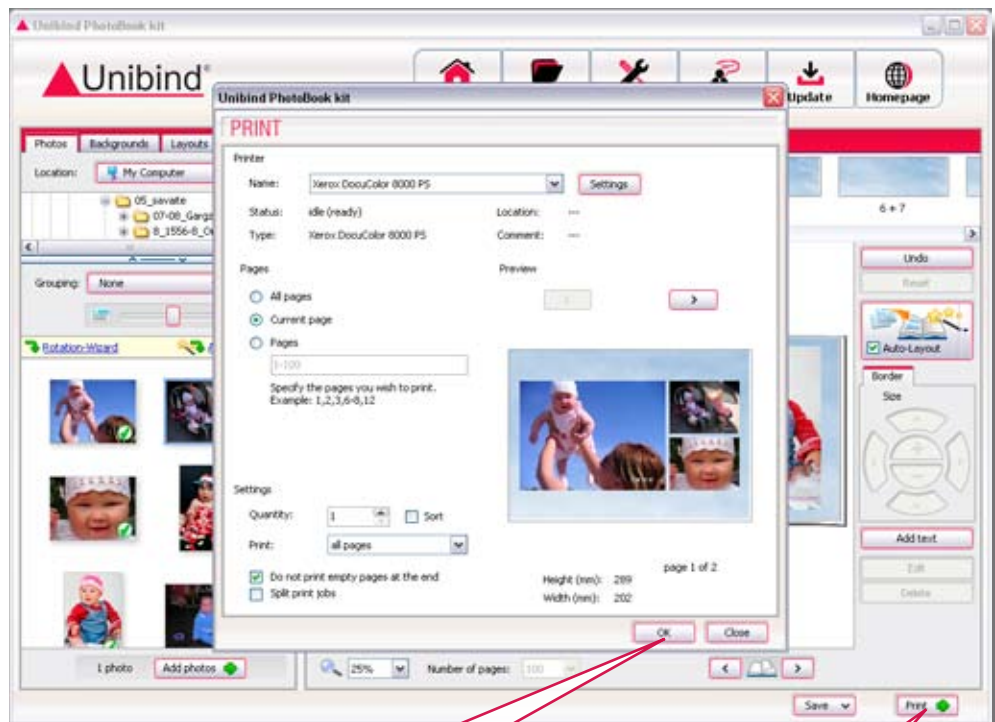 Unibind PhotoBook kit
Unibind®
Update
Homepage
Photos
Backgrounds
Layouts
Location:
My Computer
05_savate
Grouping:
None
Rotation-Wizard
1 photo
Add photos
Unibind PhotoBook kit
PRINT
Printer
Name:
Xerox DocuColor 8000 PS
Settings
Status:
idle (ready)
Location:
---
Type:
Xerox DocuColor 8000 PS
Comment:
---
Pages
Preview
All pages
Current page
>
Pages
1-100
Specify the pages you wish to print.
Example: 1,2,3,6-8,12
Settings
Quantity:
1
Sort
Print:
all pages
Do not print empty pages at the end
Split print jobs
page 1 of 2
Height (mm): 289
Width (mm): 202
OK
Close
6 + 7
Undo
Reset
Auto-Layout
Border
Size
Add text
Edit
Delete
25%
Number of pages:
100
<
>
Save
Print